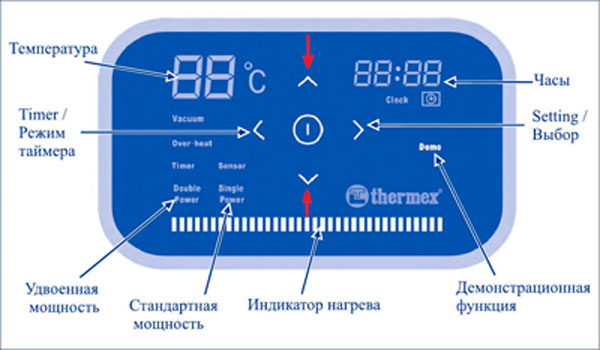 Температура
88 °C
88:88
Clock
Часы
Timer /
Режим
таймера
Vacuum
Over-heat
Timer Sensor
Double
Power
Single
Power
Setting /
Выбор
Demo
thermex®
Удвоенная
мощность
Стандартная
мощность
Индикатор нагрева
Демонстрационная
функция